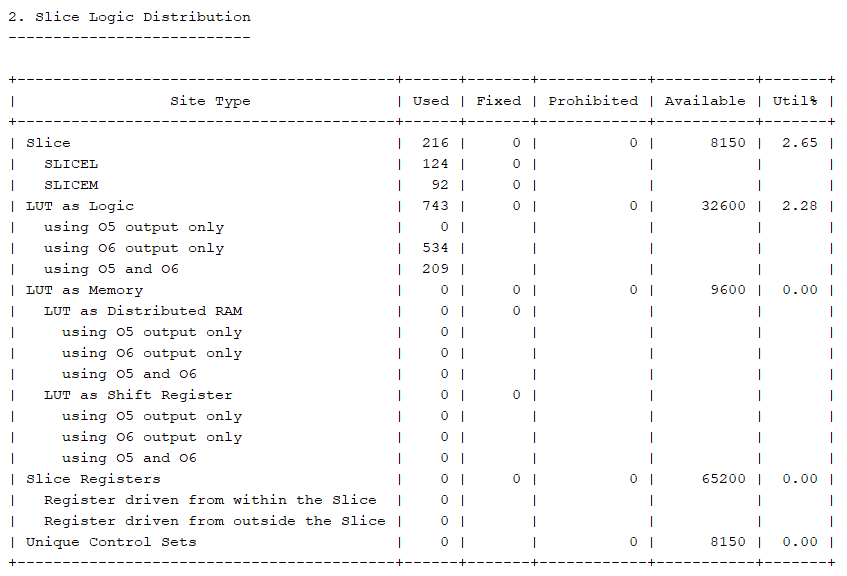 2. Slice Logic Distribution
---------------------------
+------------------------------------------+------+-------+------------+-----------+-------+
|                 Site Type                | Used | Fixed | Prohibited | Available | Util% |
+------------------------------------------+------+-------+------------+-----------+-------+
| Slice                                    |  216 |     0 |          0 |      8150 |  2.65 |
|   SLICEL                                 |  124 |     0 |            |           |       |
|   SLICEM                                 |   92 |     0 |            |           |       |
| LUT as Logic                             |  743 |     0 |          0 |     32600 |  2.28 |
|   using O5 output only                   |    0 |       |            |           |       |
|   using O6 output only                   |  534 |       |            |           |       |
|   using O5 and O6                        |  209 |       |            |           |       |
| LUT as Memory                            |    0 |     0 |          0 |      9600 |  0.00 |
|   LUT as Distributed RAM                 |    0 |     0 |            |           |       |
|     using O5 output only                 |    0 |       |            |           |       |
|     using O6 output only                 |    0 |       |            |           |       |
|     using O5 and O6                      |    0 |       |            |           |       |
|   LUT as Shift Register                  |    0 |     0 |            |           |       |
|     using O5 output only                 |    0 |       |            |           |       |
|     using O6 output only                 |    0 |       |            |           |       |
|     using O5 and O6                      |    0 |       |            |           |       |
| Slice Registers                          |    0 |     0 |          0 |     65200 |  0.00 |
|   Register driven from within the Slice  |    0 |       |            |           |       |
|   Register driven from outside the Slice |    0 |       |            |           |       |
| Unique Control Sets                      |    0 |       |          0 |      8150 |  0.00 |
+------------------------------------------+------+-------+------------+-----------+-------+